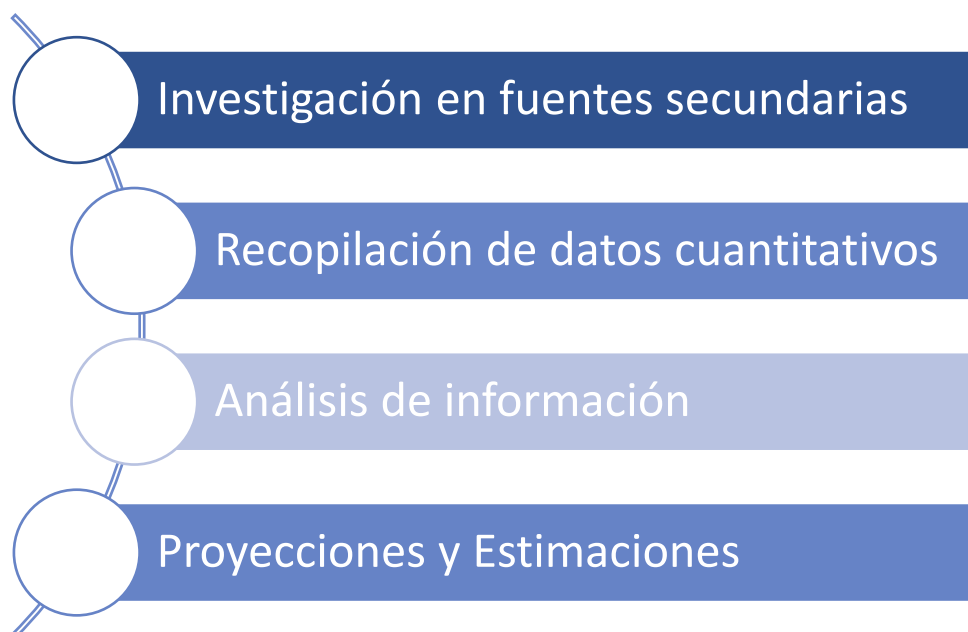 Investigación en fuentes secundarias
Recopilación de datos cuantitativos
Análisis de información
Proyecciones y Estimaciones